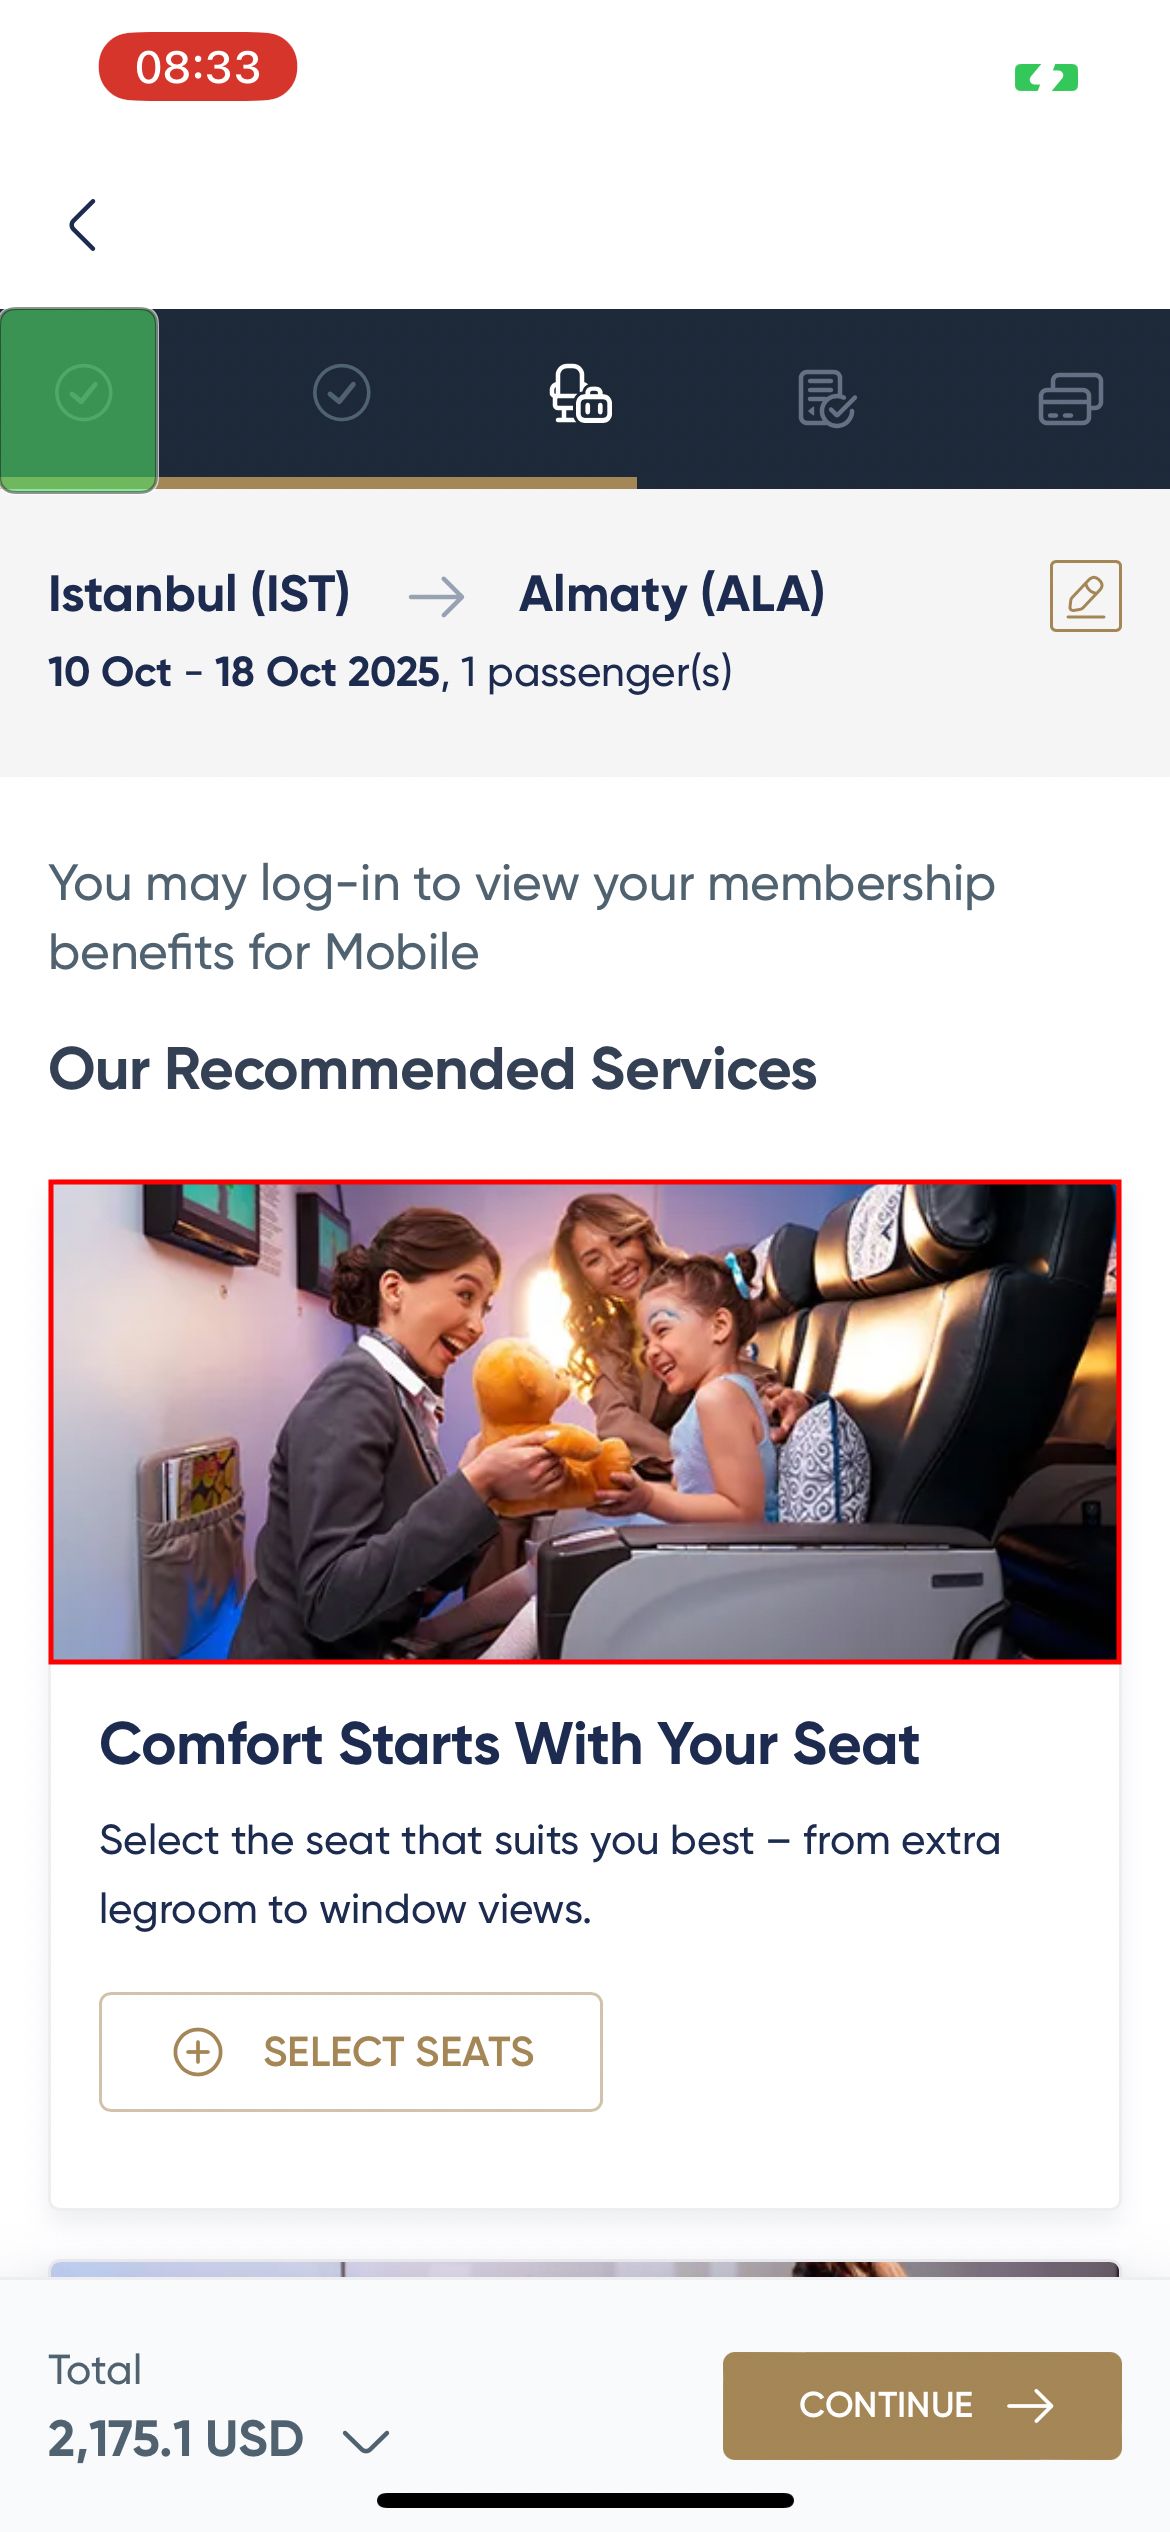 08:33
Istanbul (IST) → Almaty (ALA)
10 Oct - 18 Oct 2025, 1 passenger(s)
You may log-in to view your membership
benefits for Mobile
Our Recommended Services
Comfort Starts With Your Seat
Select the seat that suits you best – from extra
legroom to window views.
SELECT SEATS
Total
2,175.1 USD
CONTINUE